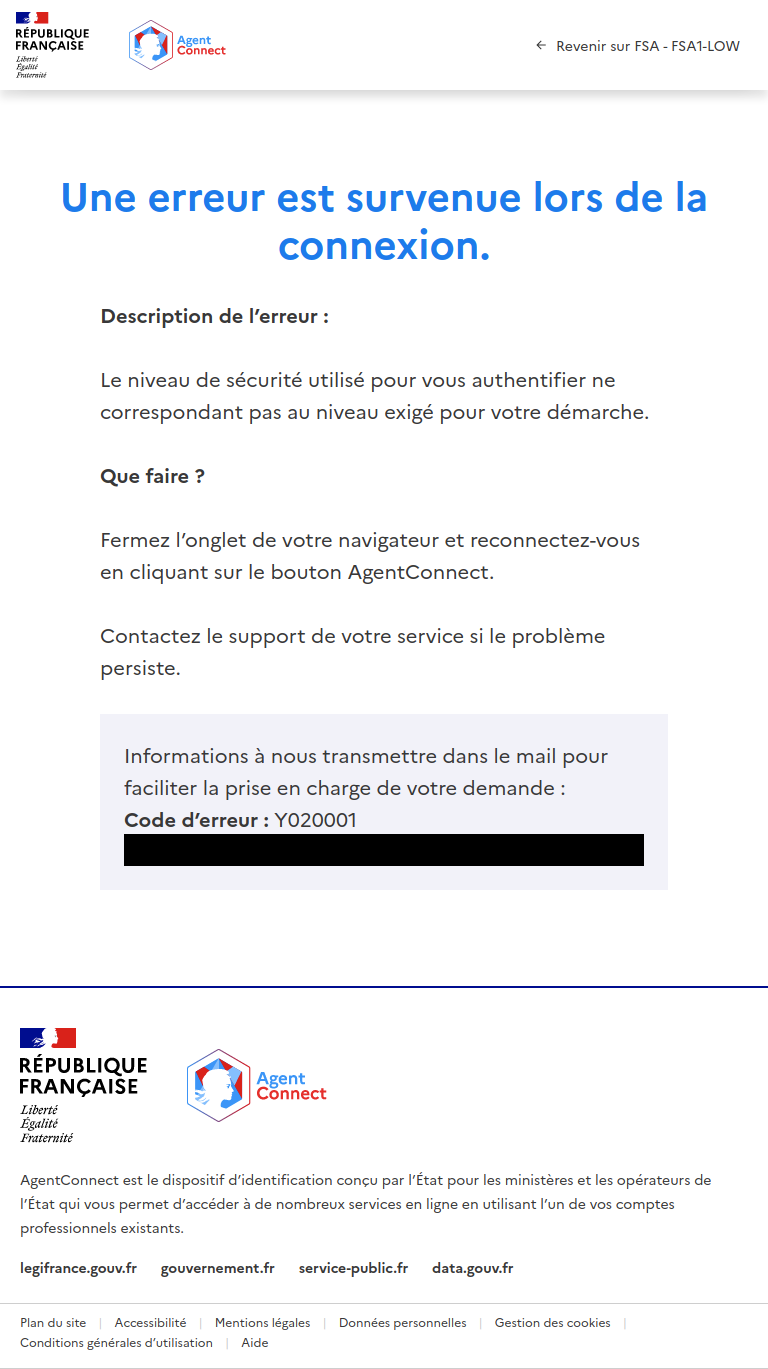 RÉPUBLIQUE
FRANÇAISE
Liberté
Égalité
Fraternité
Agent
Connect
← Revenir sur FSA - FSA1-LOW
Une erreur est survenue lors de la
connexion.
Description de l’erreur :
Le niveau de sécurité utilisé pour vous authentifier ne
correspondant pas au niveau exigé pour votre démarche.
Que faire ?
Fermez l’onglet de votre navigateur et reconnectez-vous
en cliquant sur le bouton AgentConnect.
Contactez le support de votre service si le problème
persiste.
Informations à nous transmettre dans le mail pour
faciliter la prise en charge de votre demande :
Code d’erreur : Y020001
RÉPUBLIQUE
FRANÇAISE
Liberté
Égalité
Fraternité
Agent
Connect
AgentConnect est le dispositif d’identification conçu par l’État pour les ministères et les opérateurs de
l’État qui vous permet d’accéder à de nombreux services en ligne en utilisant l’un de vos comptes
professionnels existants.
legifrance.gouv.fr gouvernement.fr service-public.fr data.gouv.fr
Plan du site | Accessibilité | Mentions légales | Données personnelles | Gestion des cookies |
Conditions générales d’utilisation | Aide